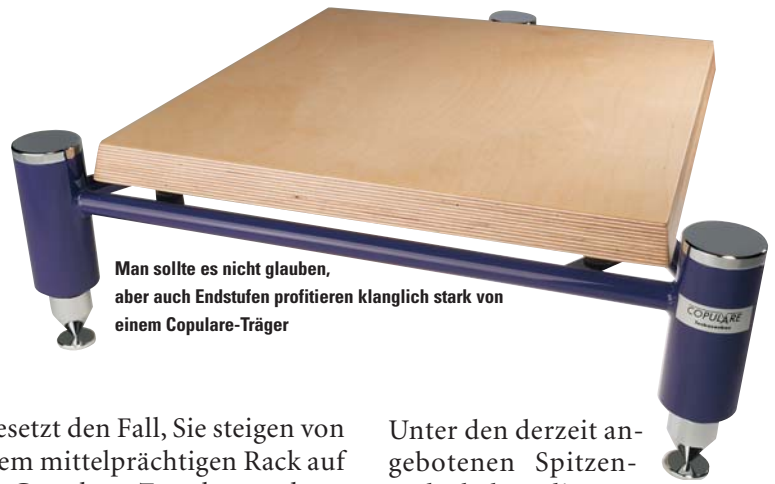 Man sollte es nicht glauben,
aber auch Endstufen profitieren klanglich stark von
einem Copulare-Träger
COPULARE
esetzt den Fall, Sie steigen von
em mittelprächtigen Rack auf
Unter den derzeit an-
gebotenen Spitzen-